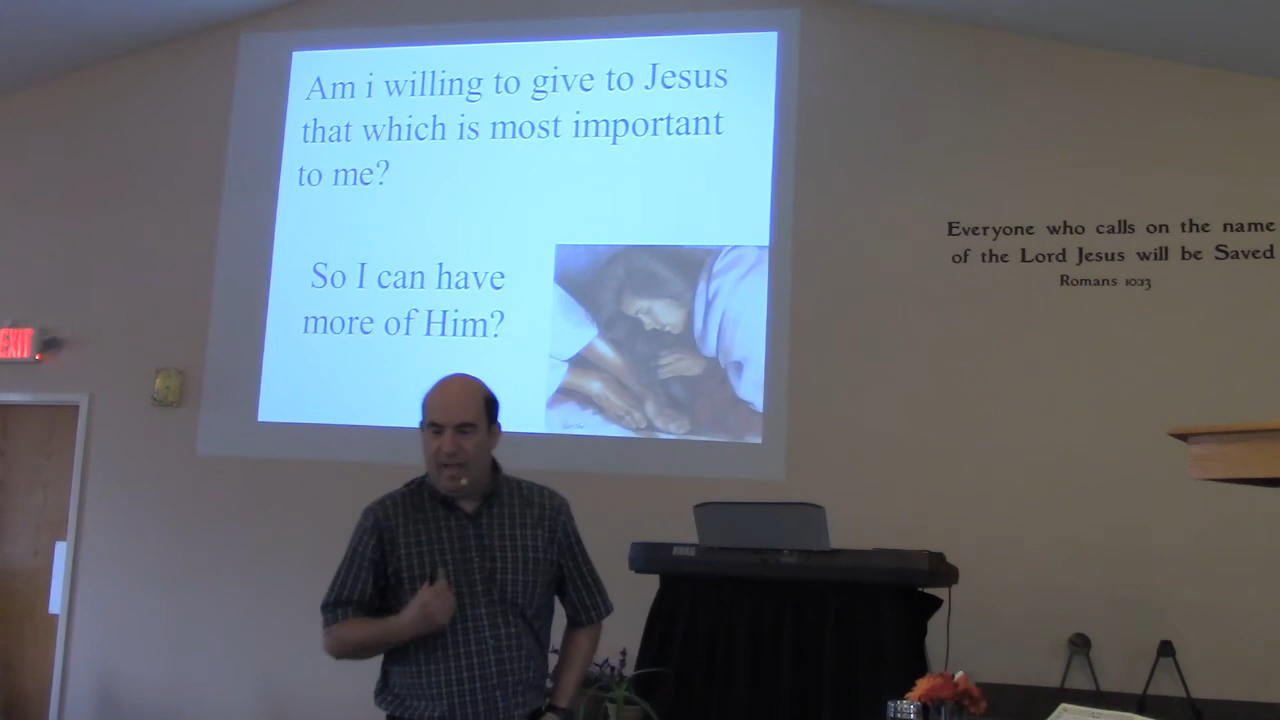 Am i willing to give to Jesus
that which is most important
to me?
So I can have
more of Him?
Everyone who calls on the name
of the Lord Jesus will be Saved
Romans 10:13
EXIT
KORG